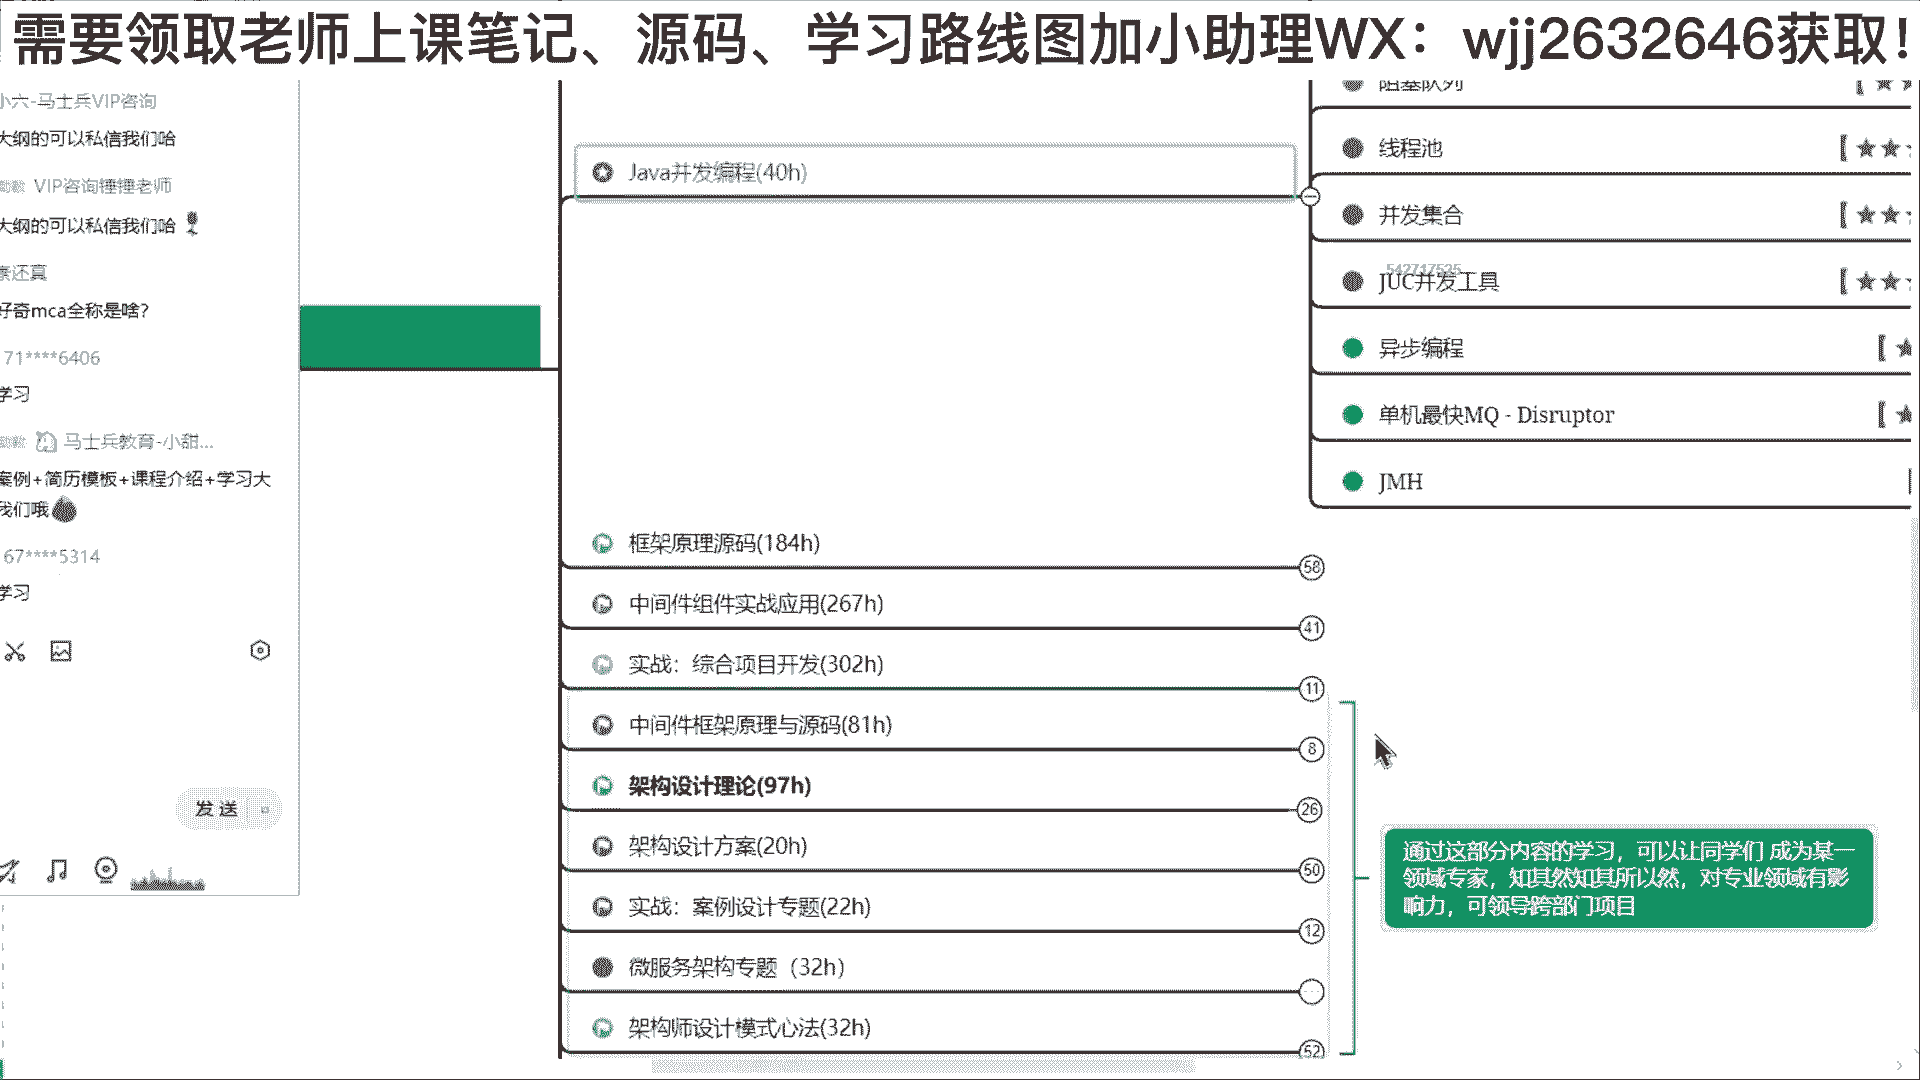 需要领取老师上课笔记、源码、学习路线图加小助理WX：wjj2632646获取！
小六-马士兵VIP咨询
大纲的可以私信我们哈
VIP咨询锤锤老师
大纲的可以私信我们哈
素还真
好奇mca全称是啥？
71****6406
学习
马士兵教育-小甜...
案例+简历模板+课程介绍+学习大
我们哦
67****5314
学习
发送
Java并发编程(40h)
框架原理源码(184h)
58
中间件组件实战应用(267h)
41
实战：综合项目开发(302h)
11
中间件框架原理与源码(81h)
8
架构设计理论(97h)
26
架构设计方案(20h)
50
实战：案例设计专题(22h)
12
微服务架构专题（32h）
架构师设计模式心法(32h)
52
阻塞队列
【★★
线程池
【★★
并发集合
【★★
542717525
JUC并发工具
【★★
异步编程
【★
单机最快MQ - Disruptor
【★
JMH
通过这部分内容的学习，可以让同学们 成为某一
领域专家，知其然知其所以然，对专业领域有影
响力，可领导跨部门项目